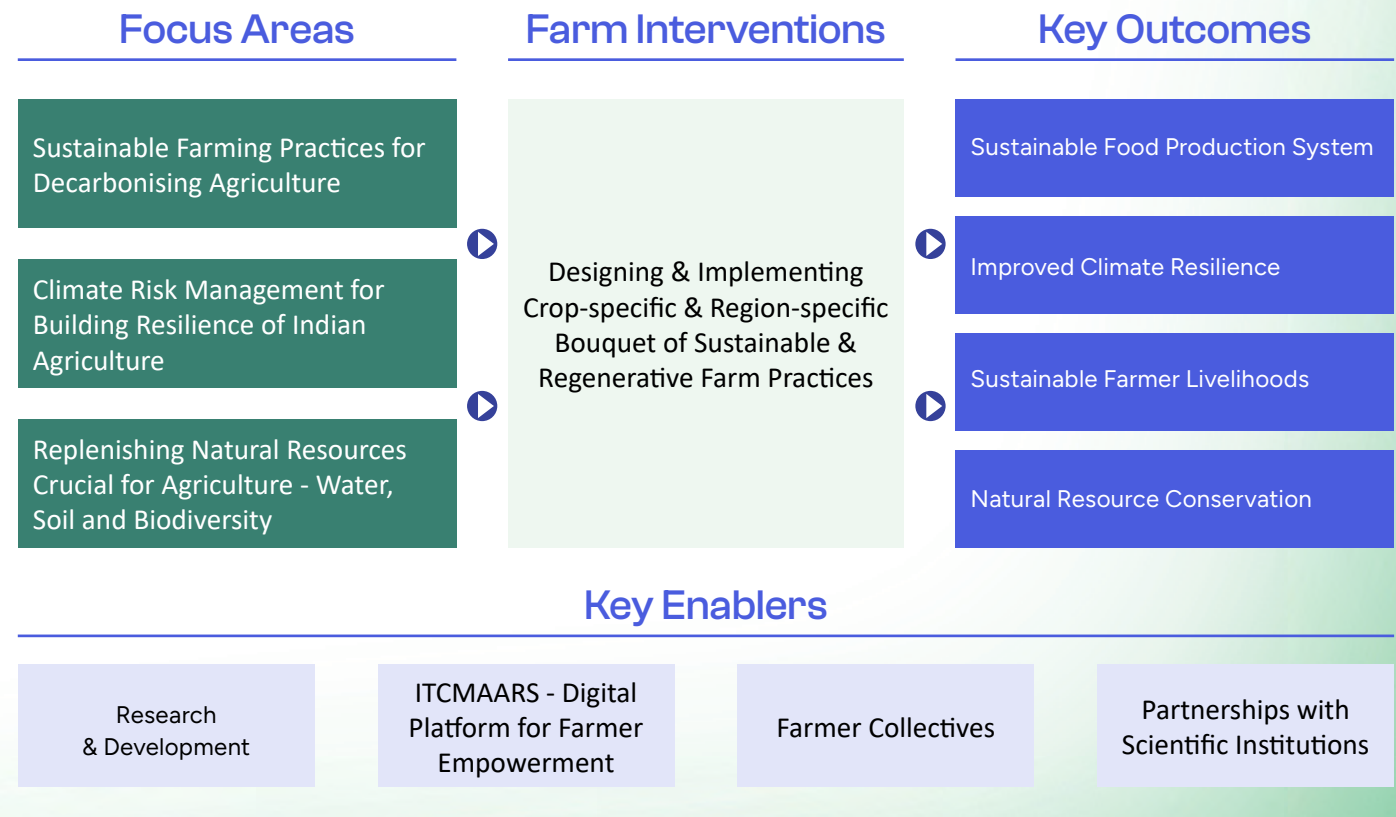 Focus Areas
Farm Interventions
Key Outcomes
Sustainable Farming Practices for
Decarbonising Agriculture
Climate Risk Management for
Building Resilience of Indian
Agriculture
Replenishing Natural Resources
Crucial for Agriculture - Water,
Soil and Biodiversity
Designing & Implementing
Crop-specific & Region-specific
Bouquet of Sustainable &
Regenerative Farm Practices
Sustainable Food Production System
Improved Climate Resilience
Sustainable Farmer Livelihoods
Natural Resource Conservation
Key Enablers
Research
& Development
ITCMAARS - Digital
Platform for Farmer
Empowerment
Farmer Collectives
Partnerships with
Scientific Institutions